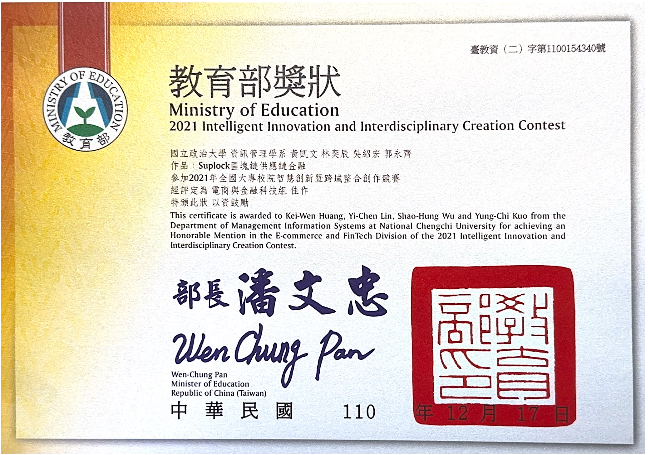 臺教資（二）字第1100154340號
MINISTRY OF EDUCATION
教育部
教育部獎狀
Ministry of Education
2021 Intelligent Innovation and Interdisciplinary Creation Contest
國立政治大學 資訊管理學系 黃凱文 林奕辰 吳紹宏 郭永齊
作品：Suplock區塊鏈供應鏈金融
參加2021年全國大專校院智慧創新暨跨域整合創作競賽
經評定為 電商與金融科技組 佳作
特頒此狀 以資鼓勵
This certificate is awarded to Kei-Wen Huang, Yi-Chen Lin, Shao-Hung Wu and Yung-Chi Kuo from the
Department of Management Information Systems at National Chengchi University for achieving an
Honorable Mention in the E-commerce and FinTech Division of the 2021 Intelligent Innovation and
Interdisciplinary Creation Contest.
部長 潘文忠
Wen Chung Pan
Wen-Chung Pan
Minister of Education
Republic of China (Taiwan)
中華民國 110 年 12 月 17 日